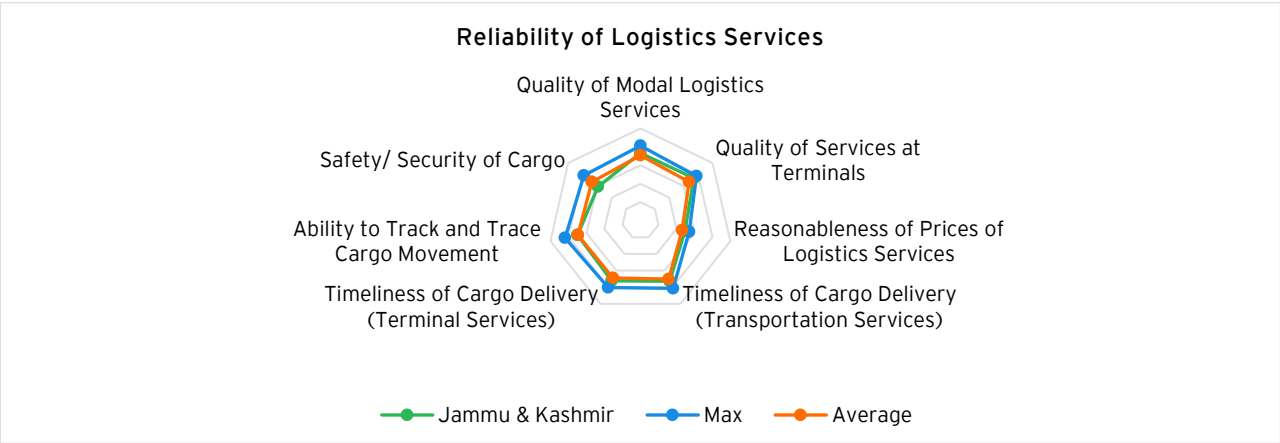 Reliability of Logistics Services
Quality of Modal Logistics
Services
Quality of Services at
Terminals
Reasonableness of Prices of
Logistics Services
Timeliness of Cargo Delivery
(Transportation Services)
Timeliness of Cargo Delivery
(Terminal Services)
Ability to Track and Trace
Cargo Movement
Safety/ Security of Cargo
Jammu & Kashmir
Max
Average